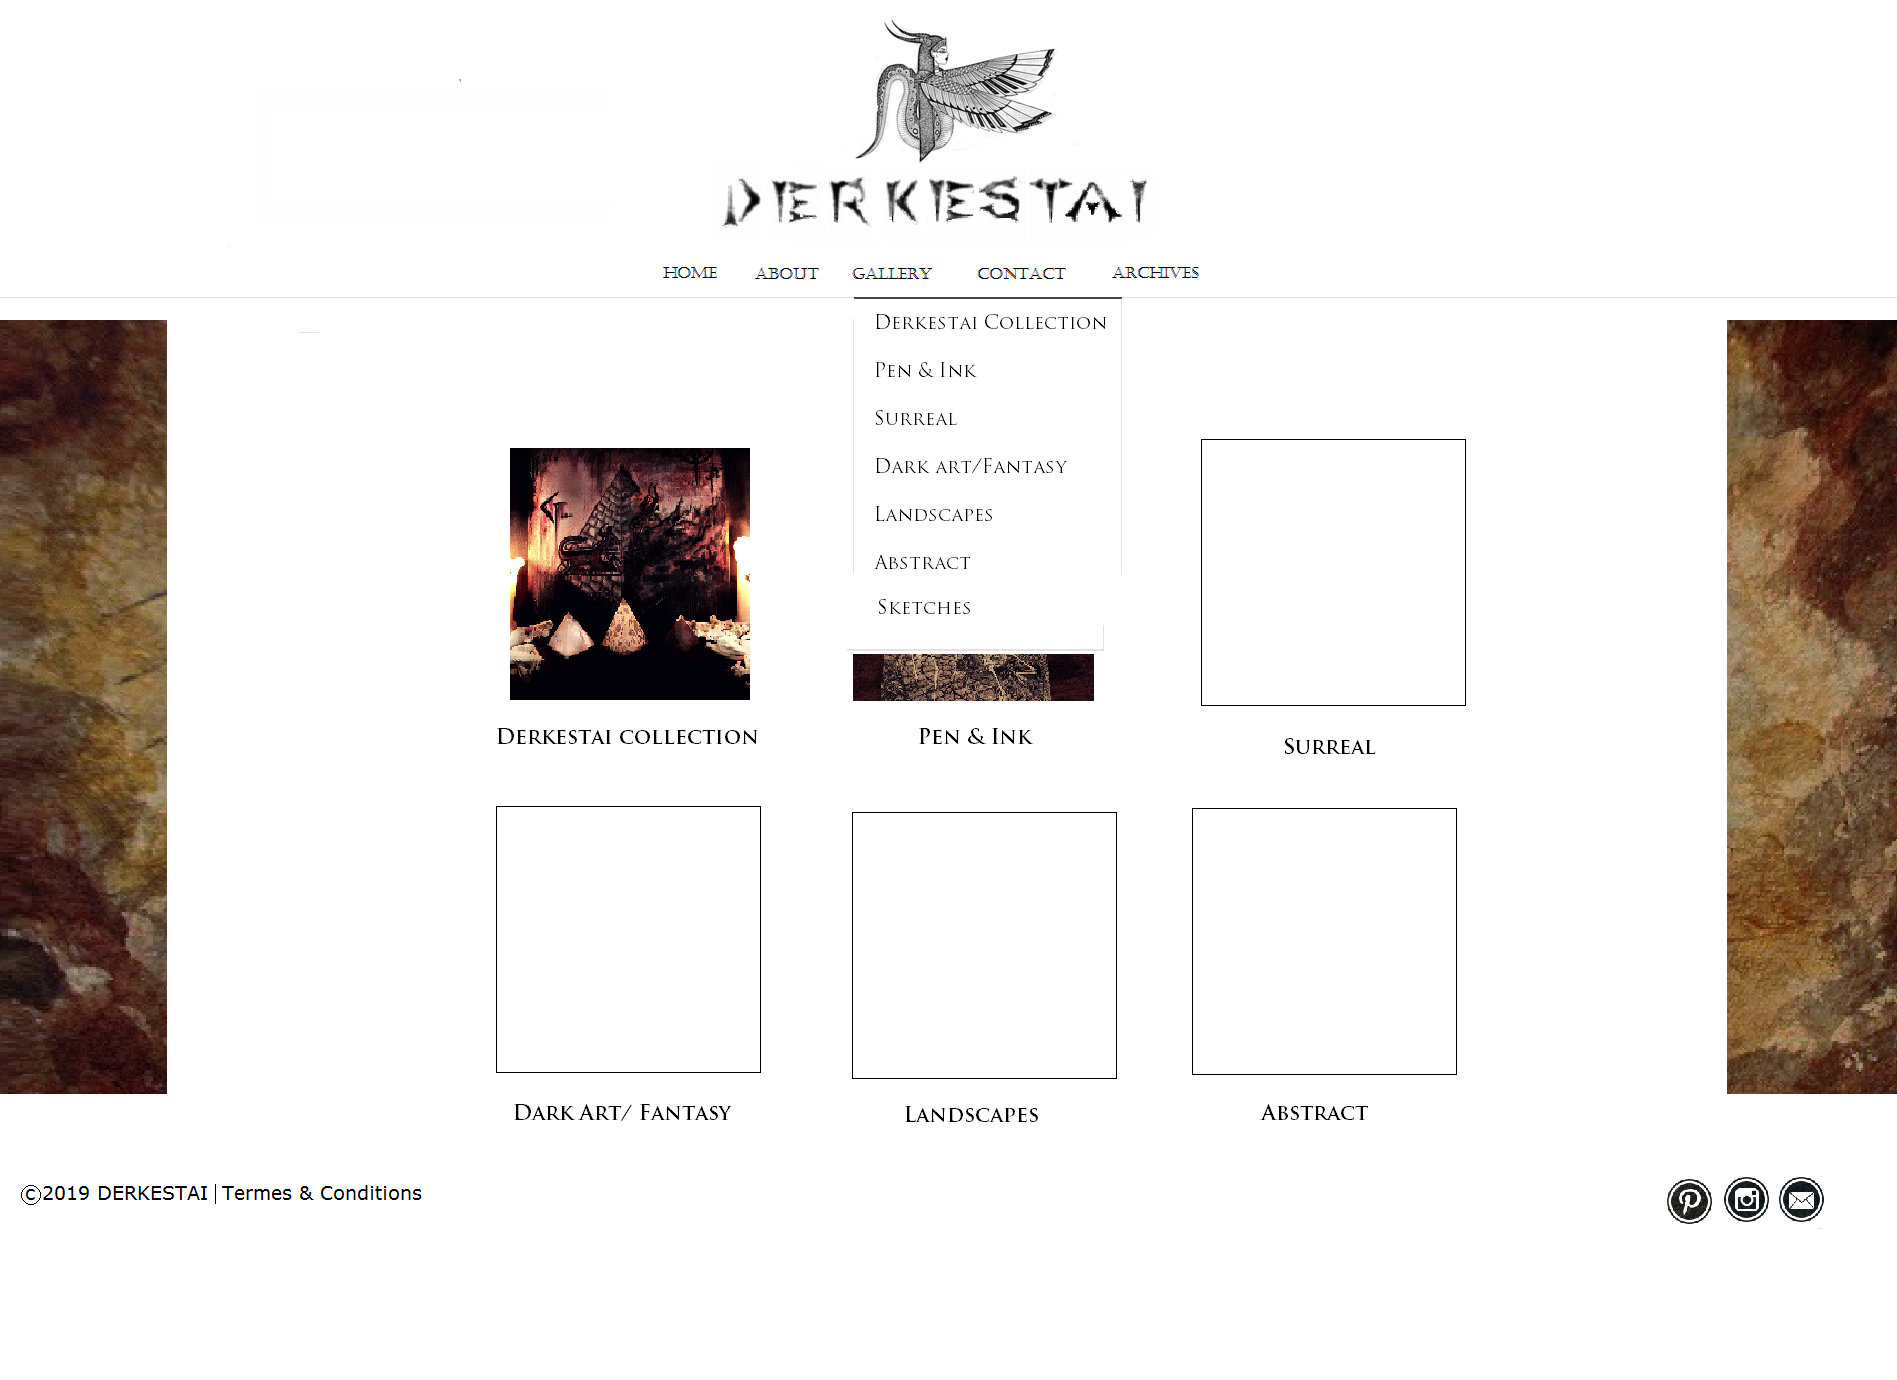 DERKESTAI
HOME ABOUT GALLERY CONTACT ARCHIVES
Derkestai Collection
Pen & Ink
Surreal
Dark art/Fantasy
Landscapes
Abstract
Sketches
Derkestai collection
Pen & Ink
Surreal
Dark Art/ Fantasy
Landscapes
Abstract
©2019 DERKESTAI | Termes & Conditions